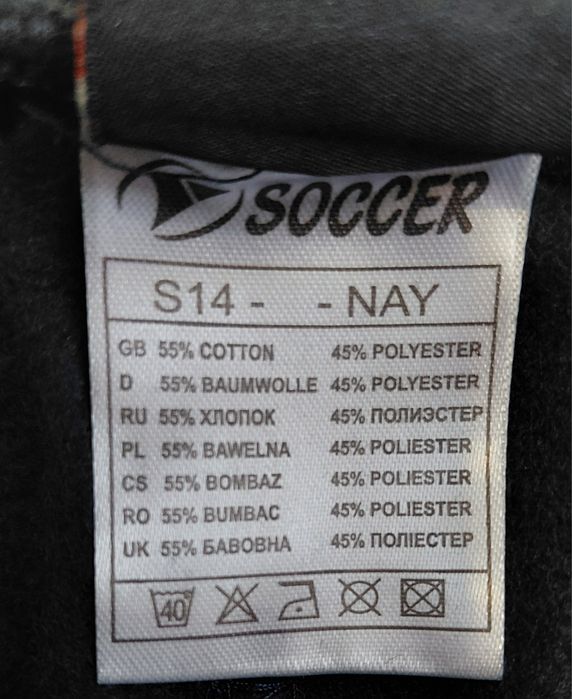 SOCCER
S14 - - NAY
GB 55% COTTON 45% POLYESTER
D 55% BAUMWOLLE 45% POLYESTER
RU 55% ХЛОПОК 45% ПОЛИЭСТЕР
PL 55% BAWELNA 45% POLIESTER
CS 55% BOMBAZ 45% POLIESTER
RO 55% BUMBAC 45% POLIESTER
UK 55% БАВОВНА 45% ПОЛІЕСТЕР
40